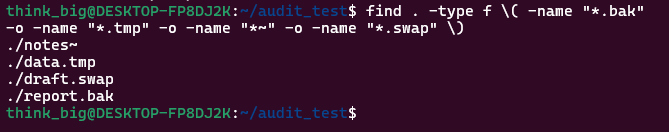 think_big@DESKTOP-FP8DJ2K:~/audit_test$ find . -type f \( -name "*.bak"
-o -name "*.tmp" -o -name "*~" -o -name "*.swap" \)
./notes~
./data.tmp
./draft.swap
./report.bak
think_big@DESKTOP-FP8DJ2K:~/audit_test$